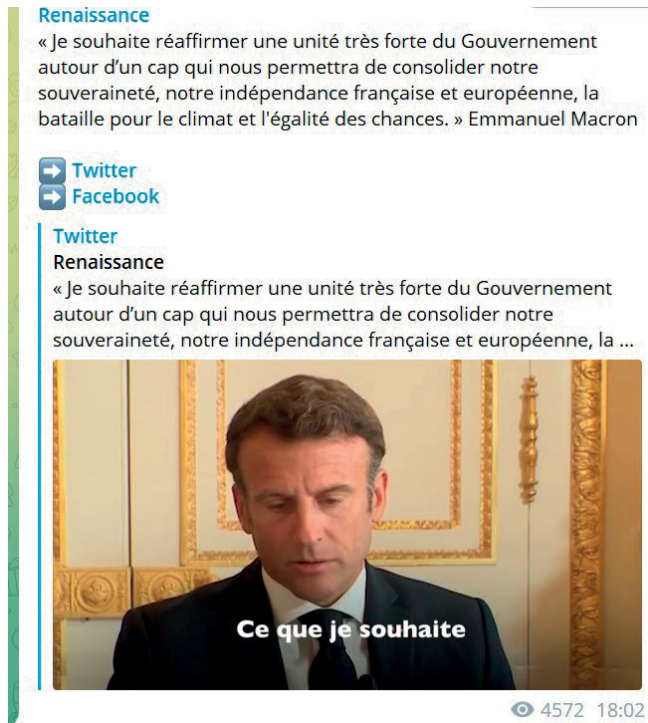 Renaissance
« Je souhaite réaffirmer une unité très forte du Gouvernement
autour d’un cap qui nous permettra de consolider notre
souveraineté, notre indépendance française et européenne, la
bataille pour le climat et l'égalité des chances. » Emmanuel Macron
➡️ Twitter
➡️ Facebook
Twitter
Renaissance
« Je souhaite réaffirmer une unité très forte du Gouvernement
autour d’un cap qui nous permettra de consolider notre
souveraineté, notre indépendance française et européenne, la ...
Ce que je souhaite
4572 18:02